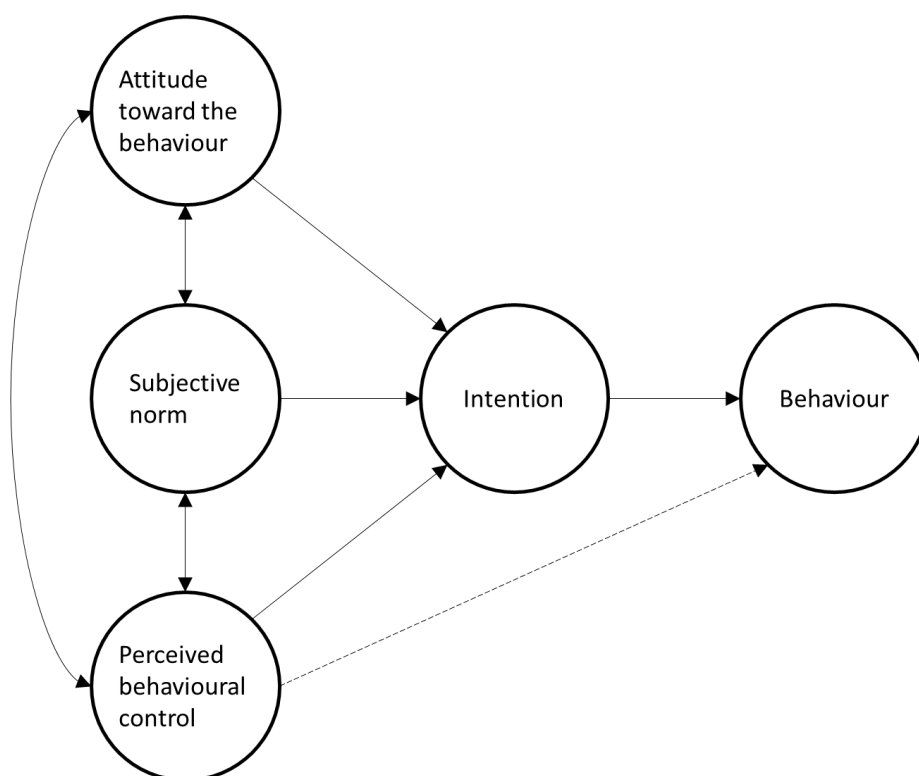 Attitude
toward the
behaviour
Subjective
norm
Intention
Behaviour
Perceived
behavioural
control